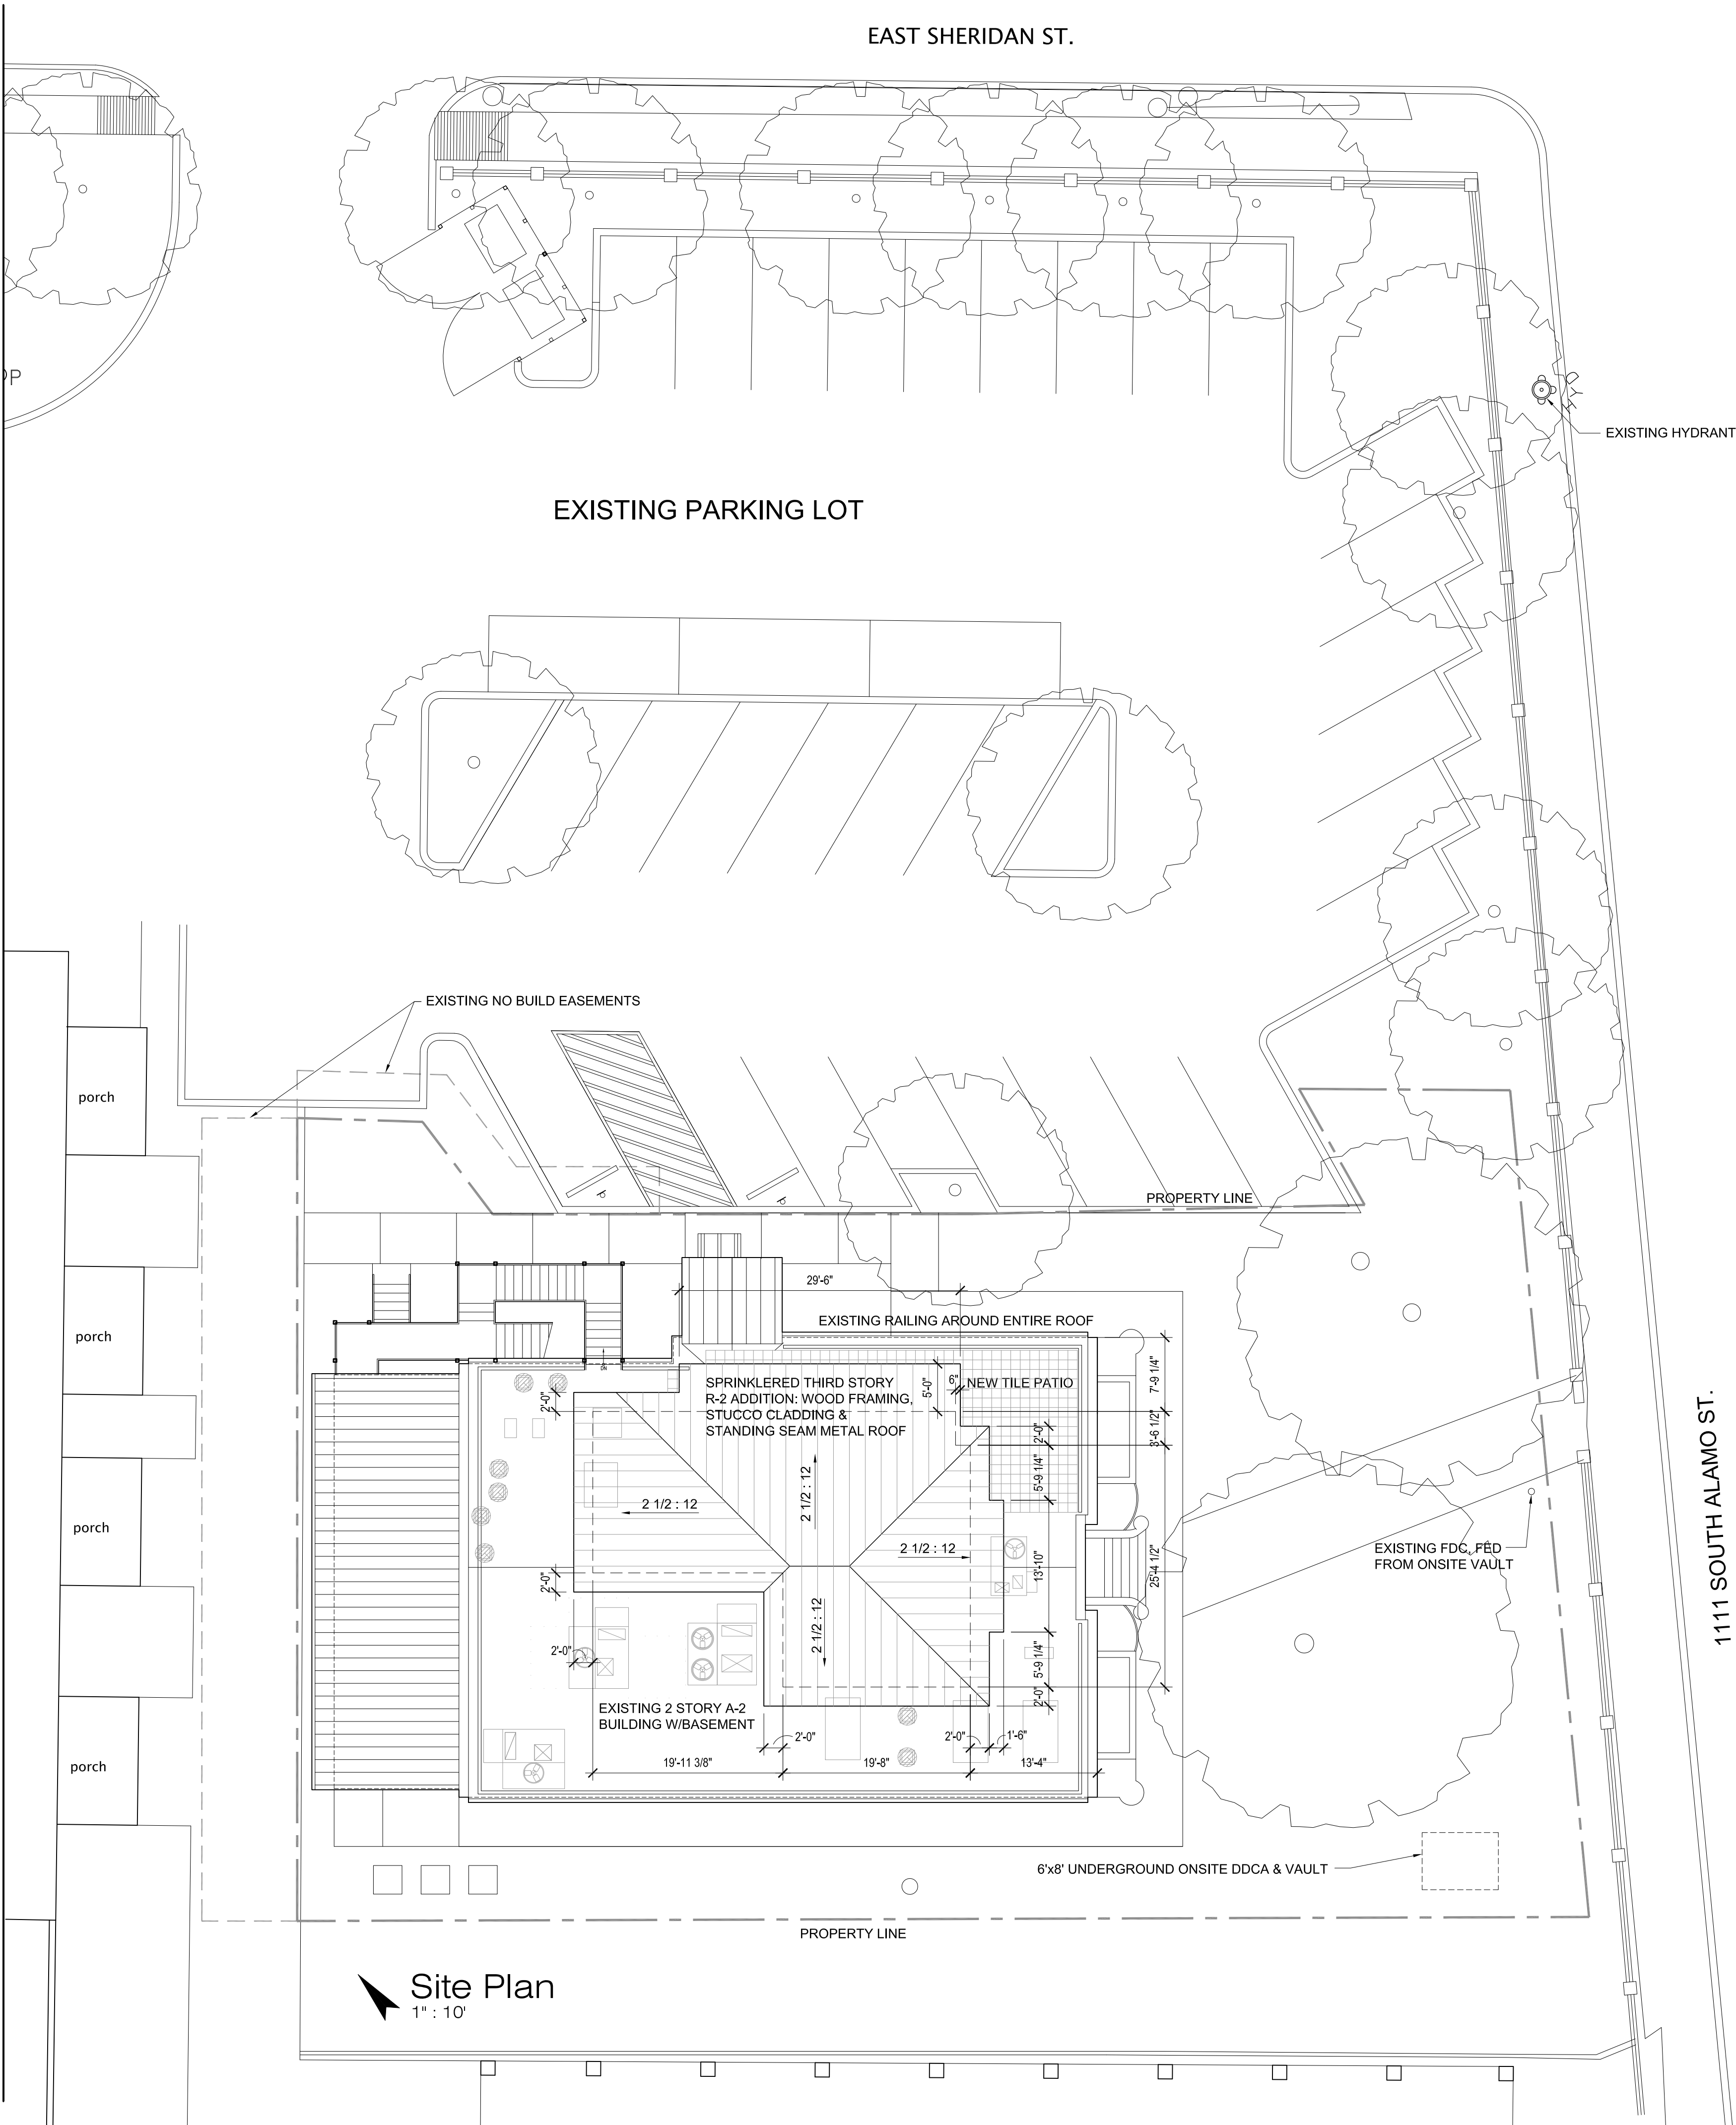 EAST SHERIDAN ST.
OP
HYD
EXISTING HYDRANT
EXISTING PARKING LOT
EXISTING NO BUILD EASEMENTS
porch
PROPERTY LINE
29'-6"
EXISTING RAILING AROUND ENTIRE ROOF
porch
DN
SPRINKLERED THIRD STORY
R-2 ADDITION: WOOD FRAMING,
STUCCO CLADDING &
STANDING SEAM METAL ROOF
5'-0"
6"
NEW TILE PATIO
7'-9 1/4"
2'-0"
3'-6 1/2"
2'-0"
5'-9 1/4"
2 1/2 : 12
2 1/2 : 12
2 1/2 : 12
2 1/2 : 12
13'-10"
25'-4 1/2"
porch
EXISTING FDC, FED
FROM ONSITE VAULT
1111 SOUTH ALAMO ST.
2'-0"
2'-0"
5'-9 1/4"
2'-0"
EXISTING 2 STORY A-2
BUILDING W/BASEMENT
2'-0"
2'-0"
1'-6"
19'-11 3/8"
19'-8"
13'-4"
porch
6'x8' UNDERGROUND ONSITE DDCA & VAULT
PROPERTY LINE
Site Plan
1" : 10'